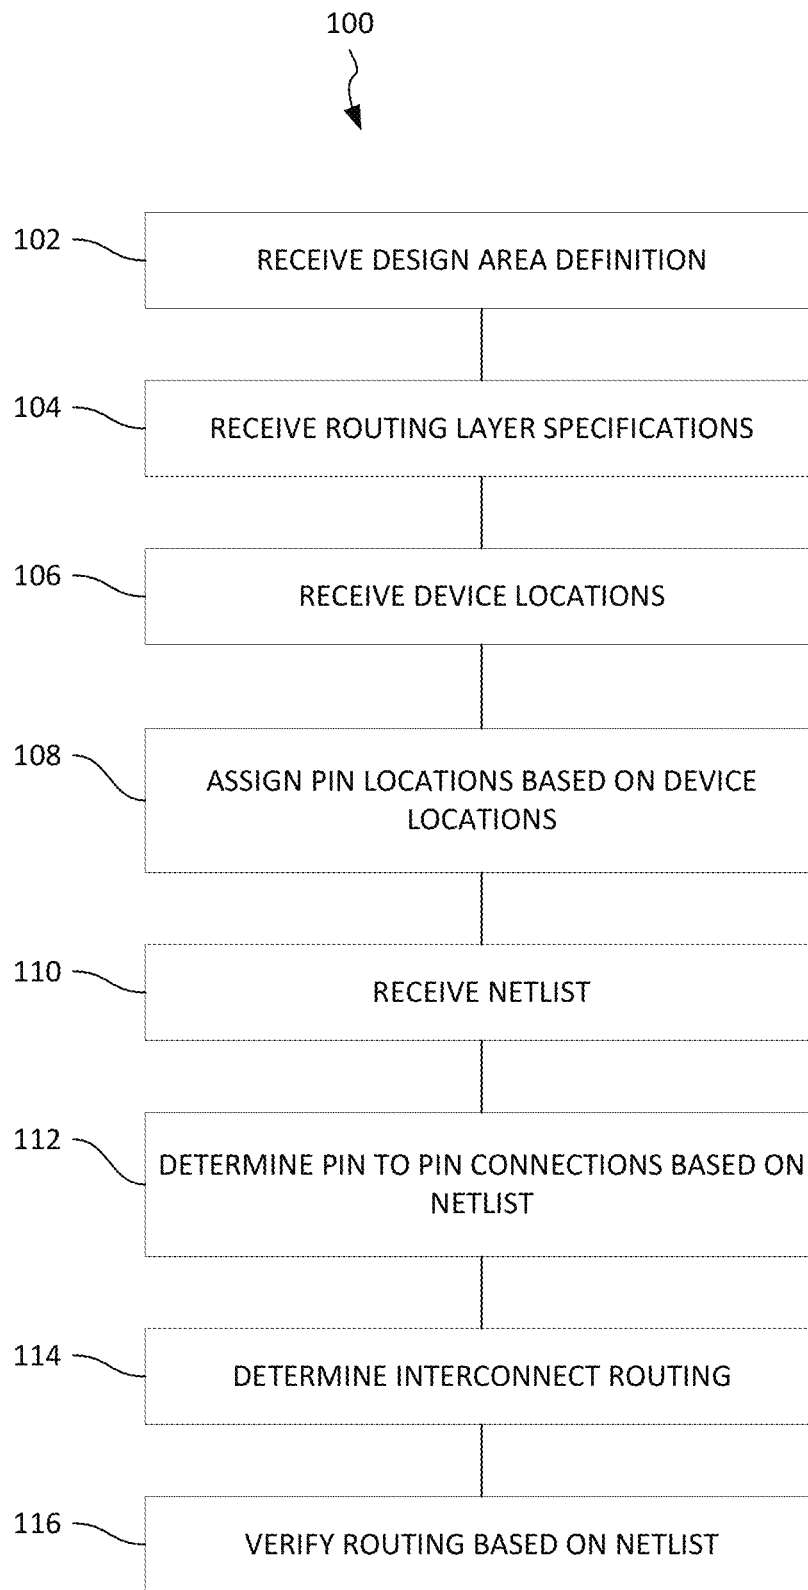 100
102
RECEIVE DESIGN AREA DEFINITION
104
RECEIVE ROUTING LAYER SPECIFICATIONS
106
RECEIVE DEVICE LOCATIONS
108
ASSIGN PIN LOCATIONS BASED ON DEVICE
LOCATIONS
110
RECEIVE NETLIST
112
DETERMINE PIN TO PIN CONNECTIONS BASED ON
NETLIST
114
DETERMINE INTERCONNECT ROUTING
116
VERIFY ROUTING BASED ON NETLIST